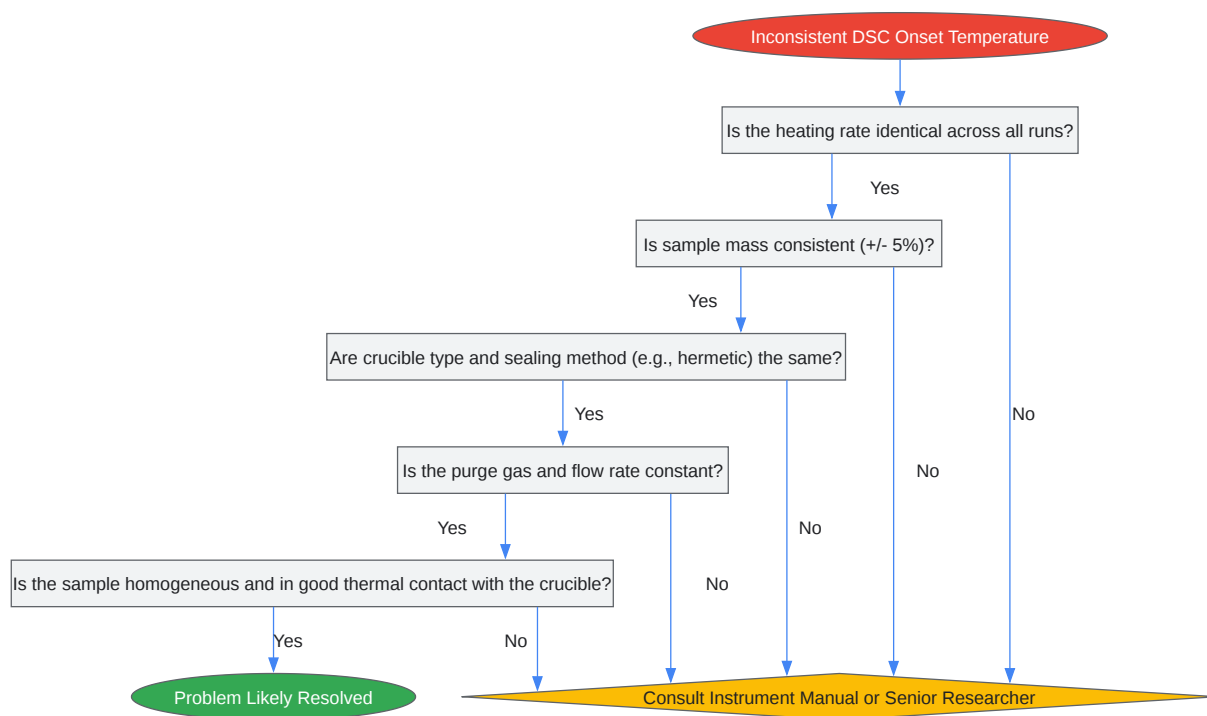 Inconsistent DSC Onset Temperature
Is the heating rate identical across all runs?
Yes
Is sample mass consistent (+/- 5%)?
Yes
Are crucible type and sealing method (e.g., hermetic) the same?
Yes
No
Is the purge gas and flow rate constant?
No
Yes
No
Is the sample homogeneous and in good thermal contact with the crucible?
No
Yes
No
Problem Likely Resolved
Consult Instrument Manual or Senior Researcher